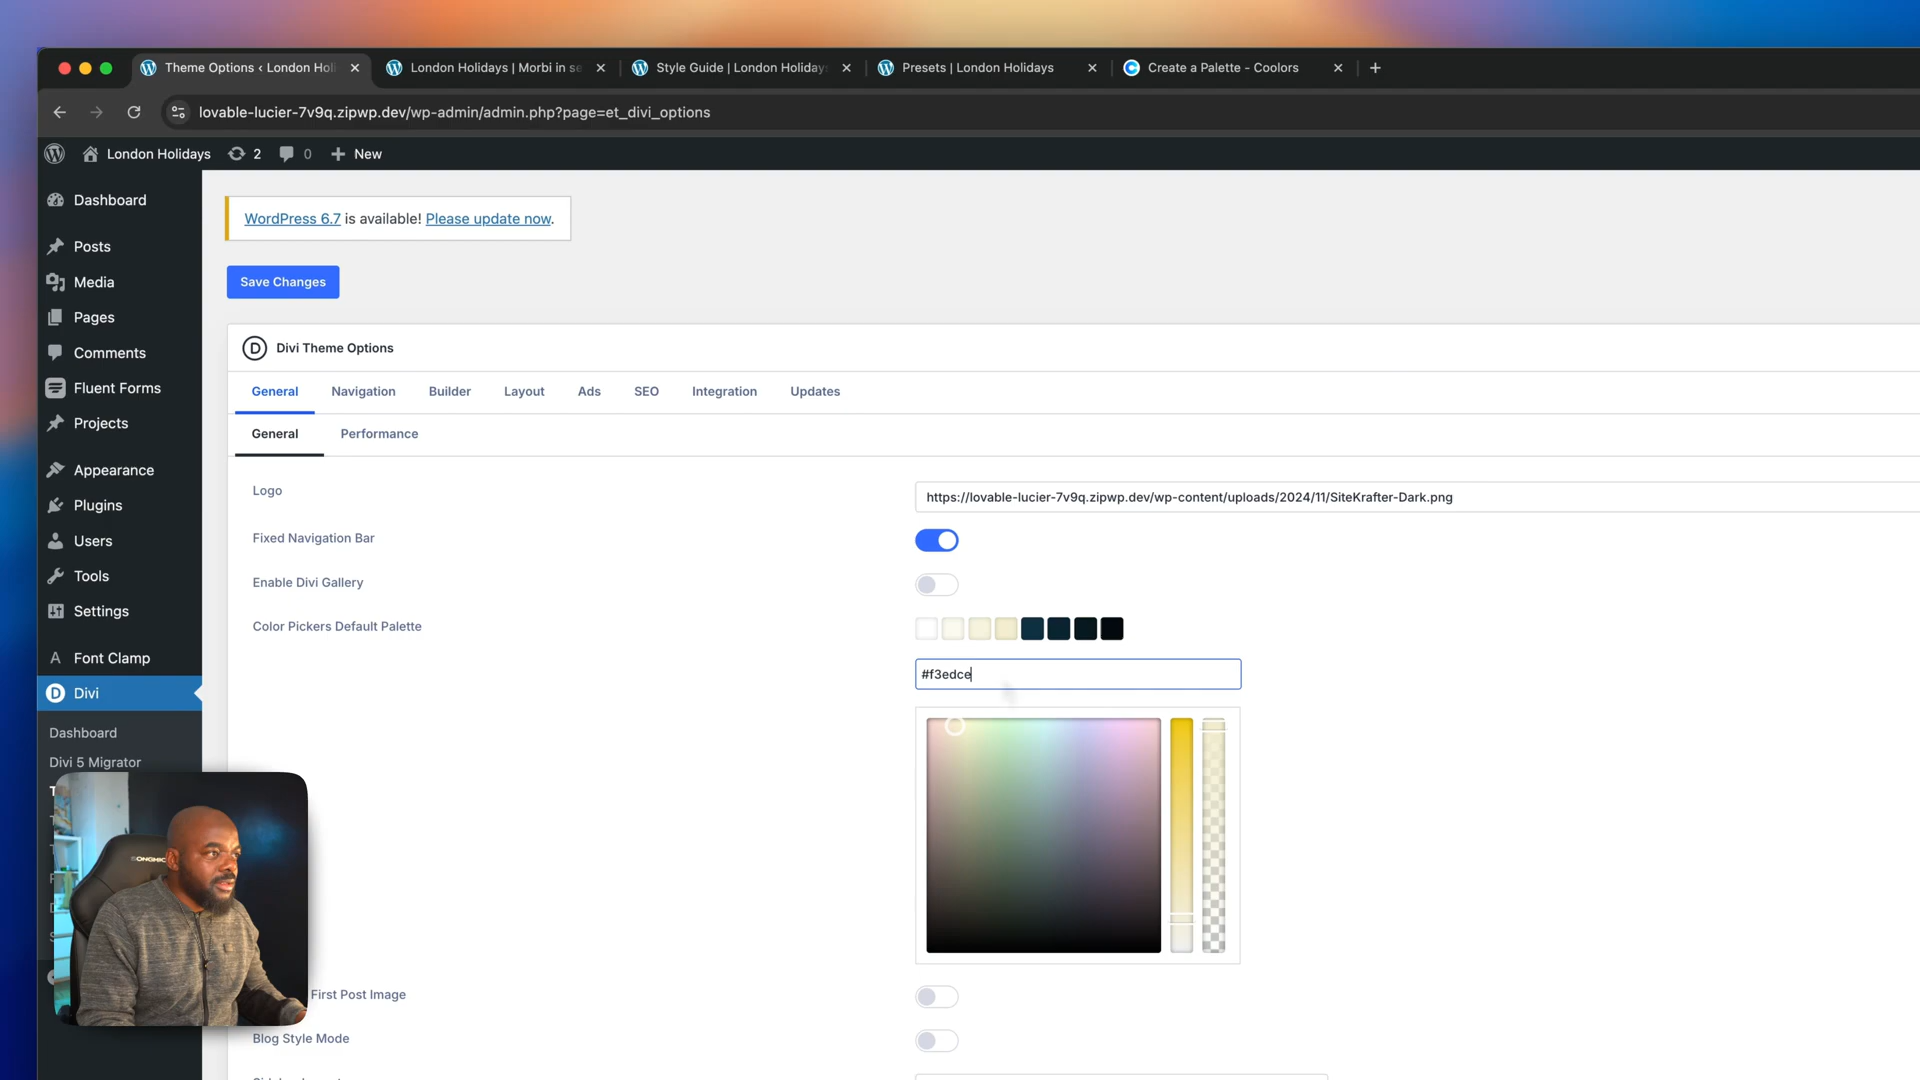 Theme Options ‹ London Holi
London Holidays | Morbi in se
Style Guide | London Holidays
Presets | London Holidays
Create a Palette - Coolors
lovable-lucier-7v9q.zipwp.dev/wp-admin/admin.php?page=et_divi_options
London Holidays
2
0
New
Dashboard
Posts
Media
Pages
Comments
Fluent Forms
Projects
Appearance
Plugins
Users
Tools
Settings
Font Clamp
Divi
Dashboard
Divi 5 Migrator
WordPress 6.7 is available! Please update now.
Save Changes
D
Divi Theme Options
General
Navigation
Builder
Layout
Ads
SEO
Integration
Updates
General
Performance
Logo
https://lovable-lucier-7v9q.zipwp.dev/wp-content/uploads/2024/11/SiteKrafter-Dark.png
Fixed Navigation Bar
Enable Divi Gallery
Color Pickers Default Palette
#f3edce
First Post Image
Blog Style Mode